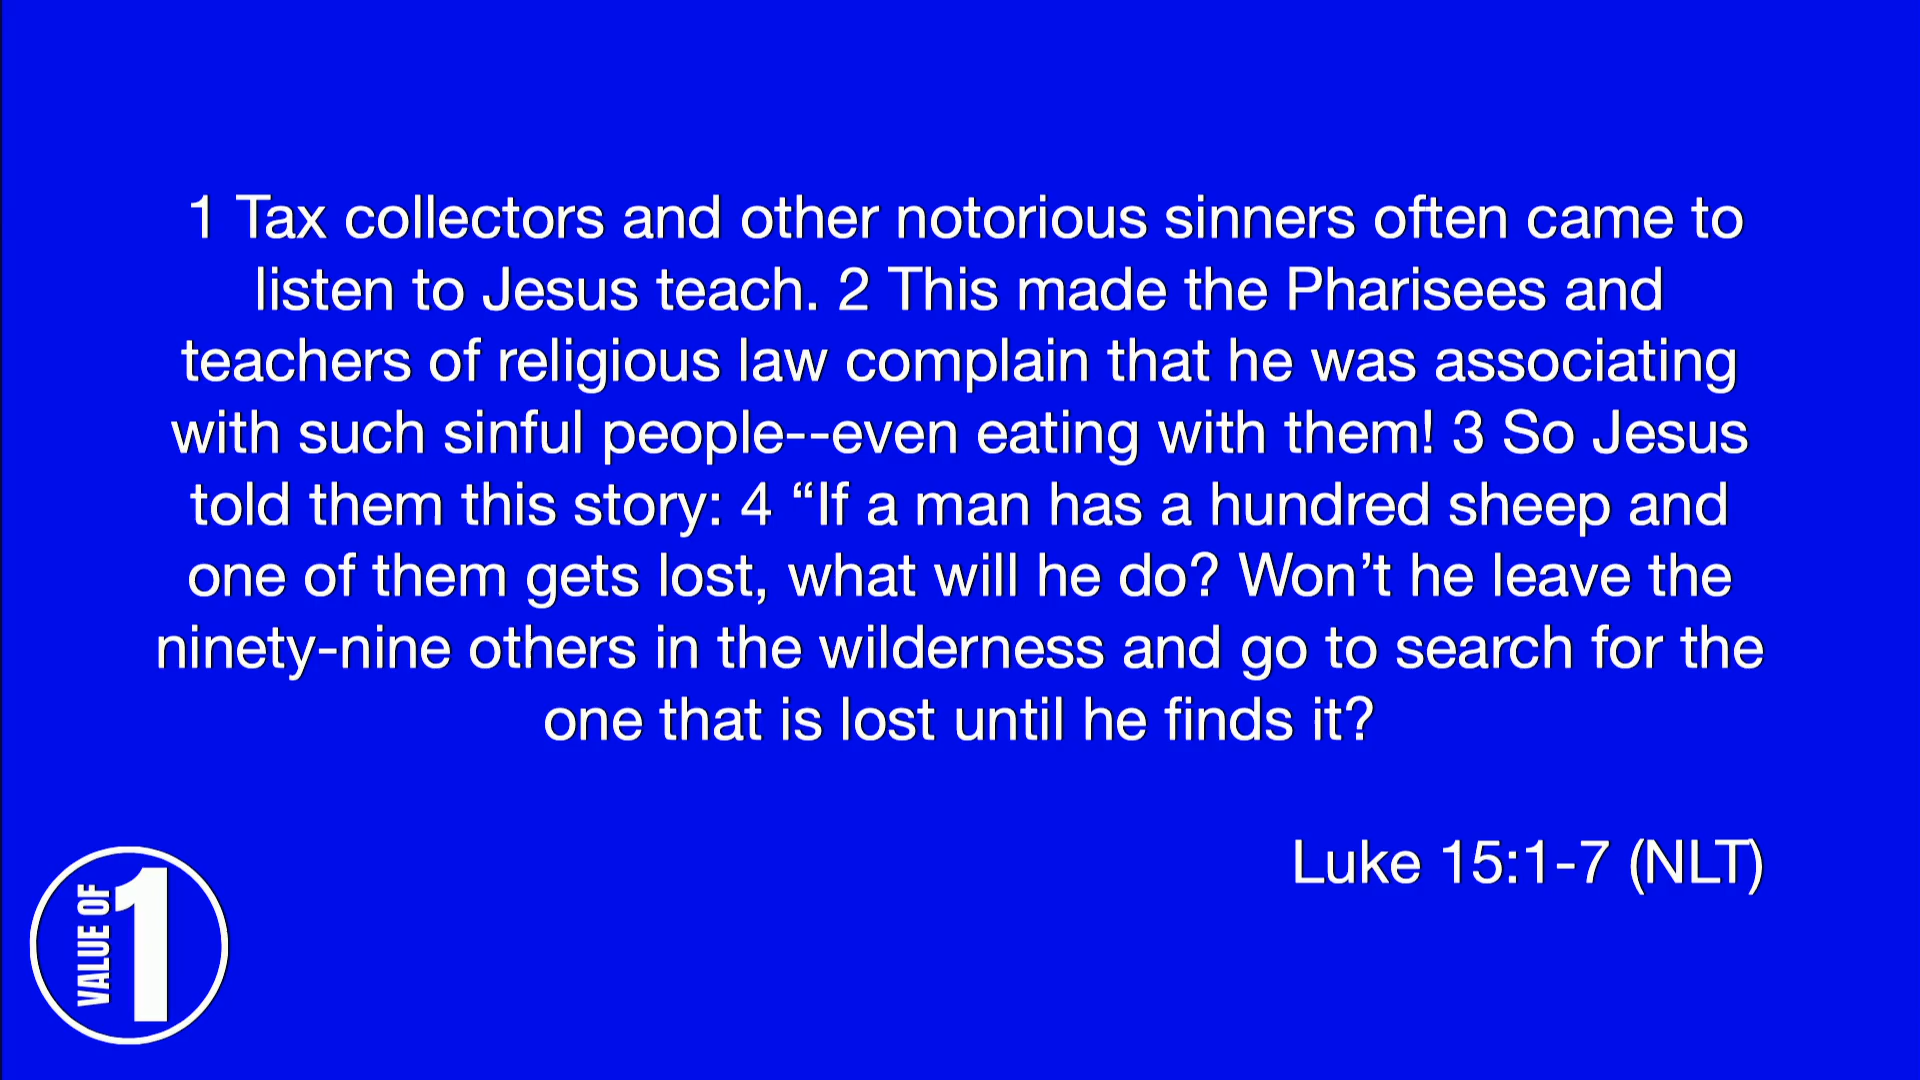 1 Tax collectors and other notorious sinners often came to
listen to Jesus teach. 2 This made the Pharisees and
teachers of religious law complain that he was associating
with such sinful people--even eating with them! 3 So Jesus
told them this story: 4 “If a man has a hundred sheep and
one of them gets lost, what will he do? Won’t he leave the
ninety-nine others in the wilderness and go to search for the
one that is lost until he finds it?
Luke 15:1-7 (NLT)
VALUE OF
1